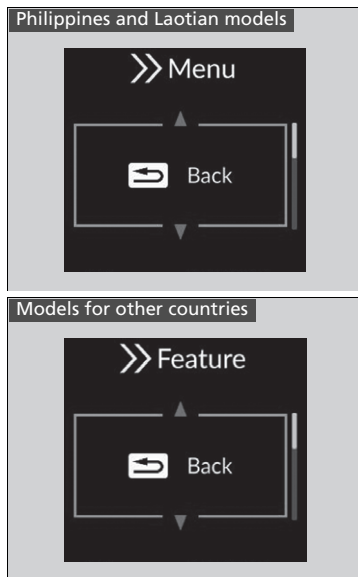 Philippines and Laotian models
Menu
Back
Models for other countries
Feature
Back